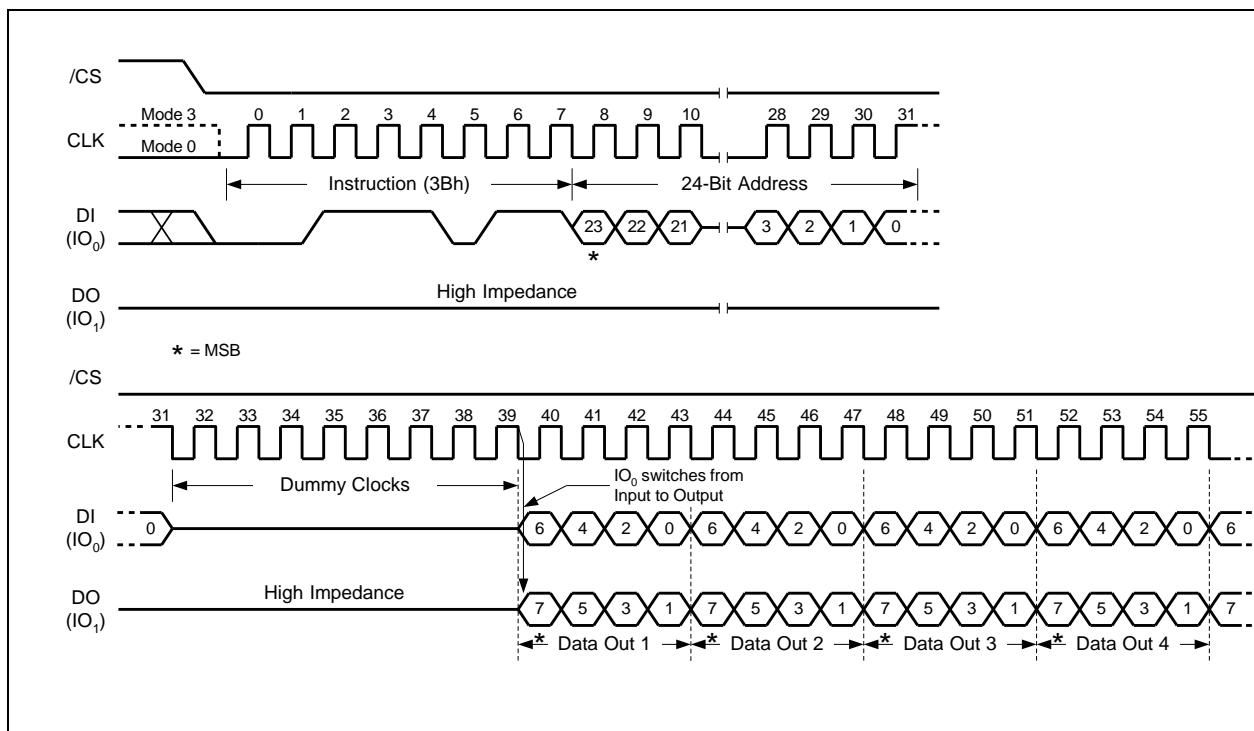 /CS
Mode 3 0 1 2 3 4 5 6 7 8 9 10 28 29 30 31
CLK
Mode 0
Instruction (3Bh) 24-Bit Address
DI
(IO0) 23 22 21 3 2 1 0
*
DO High Impedance
(IO1)
* = MSB
/CS
31 32 33 34 35 36 37 38 39 40 41 42 43 44 45 46 47 48 49 50 51 52 53 54 55
CLK
Dummy Clocks IO0 switches from
Input to Output
DI
(IO0) 0 6 4 2 0 6 4 2 0 6 4 2 0 6 4 2 0 6
DO High Impedance
(IO1) 7 5 3 1 7 5 3 1 7 5 3 1 7 5 3 1 7
* Data Out 1 * Data Out 2 * Data Out 3 * Data Out 4